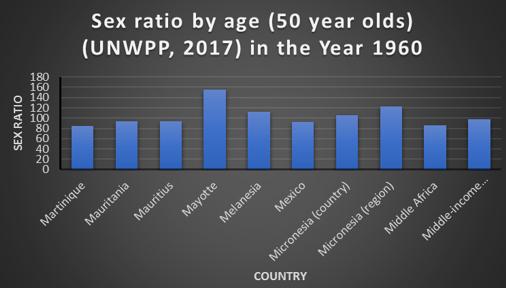 Sex ratio by age (50 year olds)
(UNWPP, 2017) in the Year 1960
SEX RATIO
180
160
140
120
100
80
60
40
20
0
Martinique
Mauritania
Mauritius
Mayotte
Melanesia
Mexico
Micronesia (country)
Micronesia (region)
Middle Africa
Middle-income...
COUNTRY